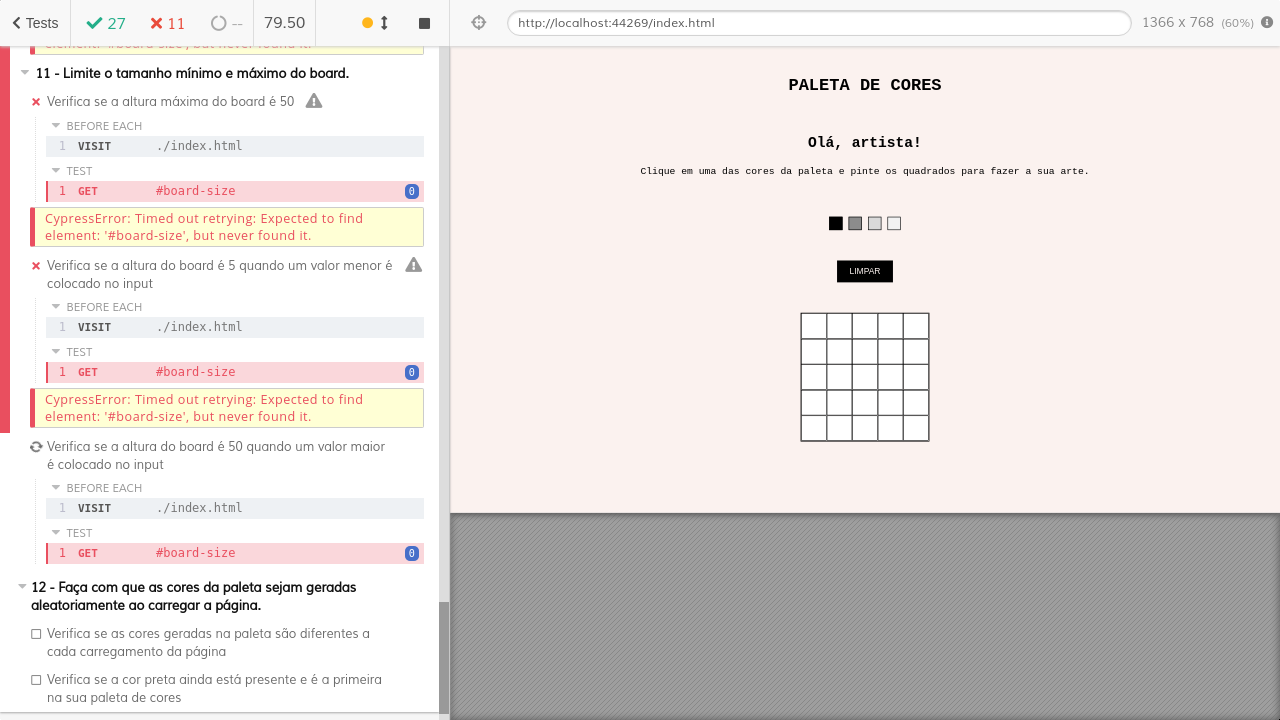 Tests
27
11
--
79.50
http://localhost:44269/index.html
1366 x 768 (60%)
element: '#board-size', but never found it.
11 - Limite o tamanho mínimo e máximo do board.
Verifica se a altura máxima do board é 50
BEFORE EACH
1 VISIT ./index.html
TEST
1 GET #board-size 0
CypressError: Timed out retrying: Expected to find
element: '#board-size', but never found it.
Verifica se a altura do board é 5 quando um valor menor é
colocado no input
BEFORE EACH
1 VISIT ./index.html
TEST
1 GET #board-size 0
CypressError: Timed out retrying: Expected to find
element: '#board-size', but never found it.
Verifica se a altura do board é 50 quando um valor maior
é colocado no input
BEFORE EACH
1 VISIT ./index.html
TEST
1 GET #board-size 0
12 - Faça com que as cores da paleta sejam geradas
aleatoriamente ao carregar a página.
Verifica se as cores geradas na paleta são diferentes a
cada carregamento da página
Verifica se a cor preta ainda está presente e é a primeira
na sua paleta de cores
PALETA DE CORES
Olá, artista!
Clique em uma das cores da paleta e pinte os quadrados para fazer a sua arte.
LIMPAR